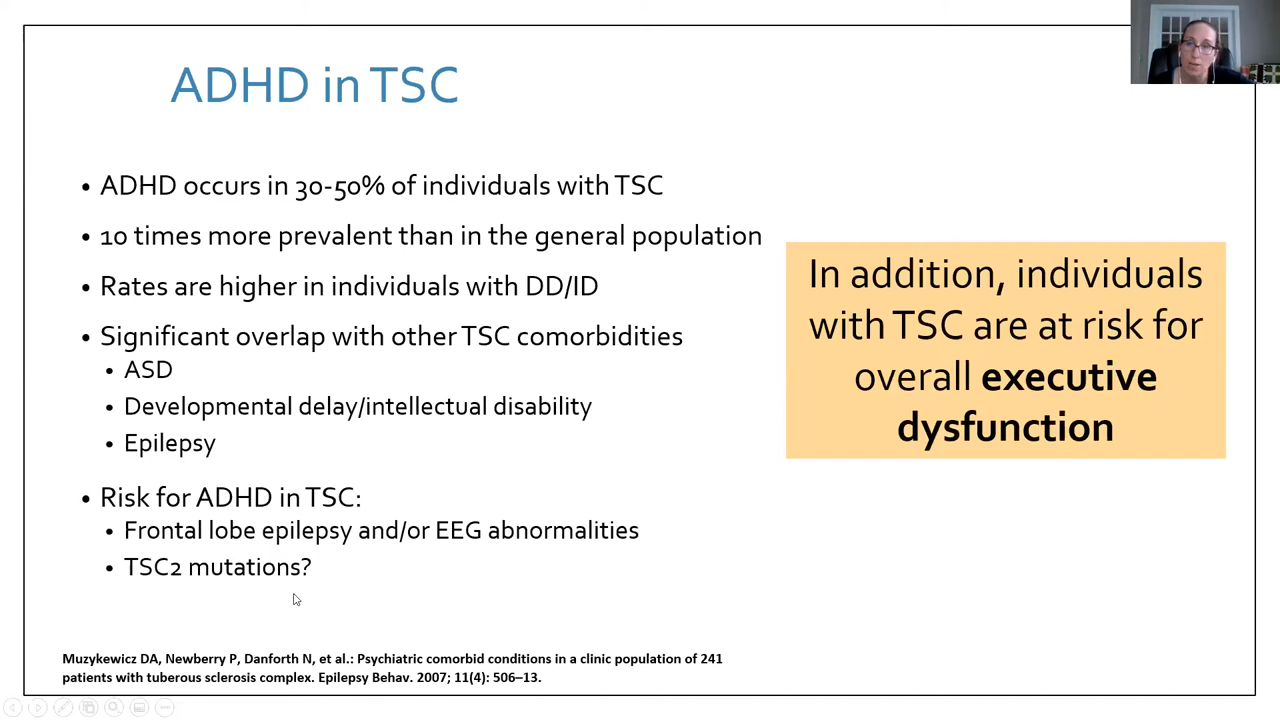 ADHD in TSC
• ADHD occurs in 30-50% of individuals with TSC
• 10 times more prevalent than in the general population
• Rates are higher in individuals with DD/ID
• Significant overlap with other TSC comorbidities
• ASD
• Developmental delay/intellectual disability
• Epilepsy
• Risk for ADHD in TSC:
• Frontal lobe epilepsy and/or EEG abnormalities
• TSC2 mutations?
In addition, individuals
with TSC are at risk for
overall executive
dysfunction
Muzykewicz DA, Newberry P, Danforth N, et al.: Psychiatric comorbid conditions in a clinic population of 241
patients with tuberous sclerosis complex. Epilepsy Behav. 2007; 11(4): 506–13.